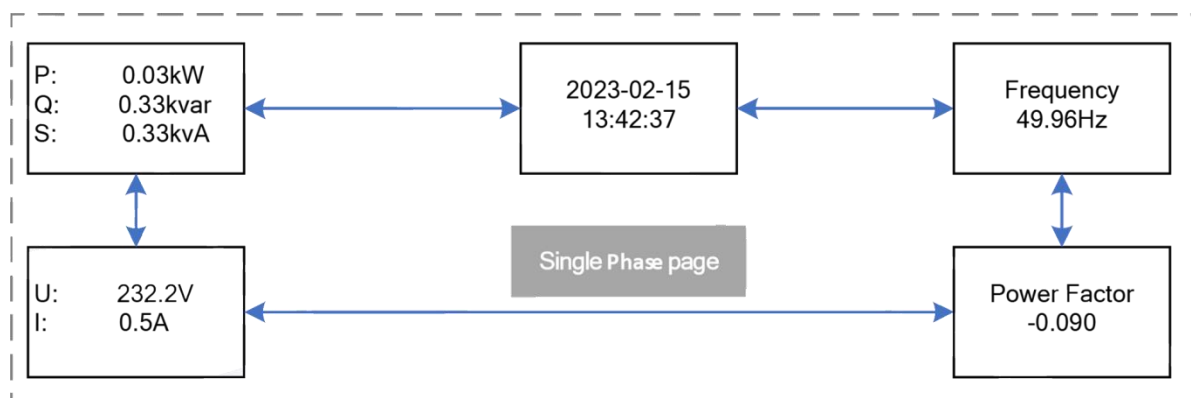 P: 0.03kW
Q: 0.33kvar
S: 0.33kvA
2023-02-15
13:42:37
Frequency
49.96Hz
Single Phase page
U: 232.2V
I: 0.5A
Power Factor
-0.090